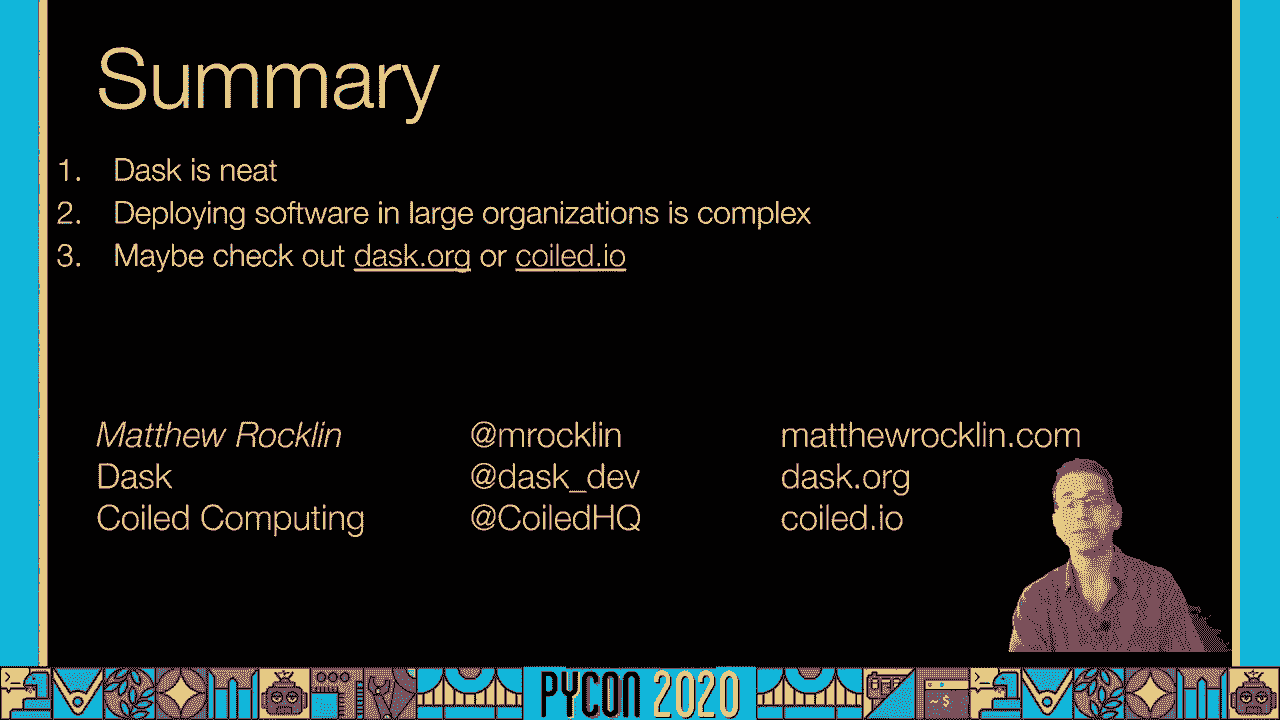 Summary
1. Dask is neat
2. Deploying software in large organizations is complex
3. Maybe check out dask.org or coiled.io
Matthew Rocklin @mrocklin matthewrocklin.com
Dask @dask_dev dask.org
Coiled Computing @CoiledHQ coiled.io
PYCON 2020
~ $